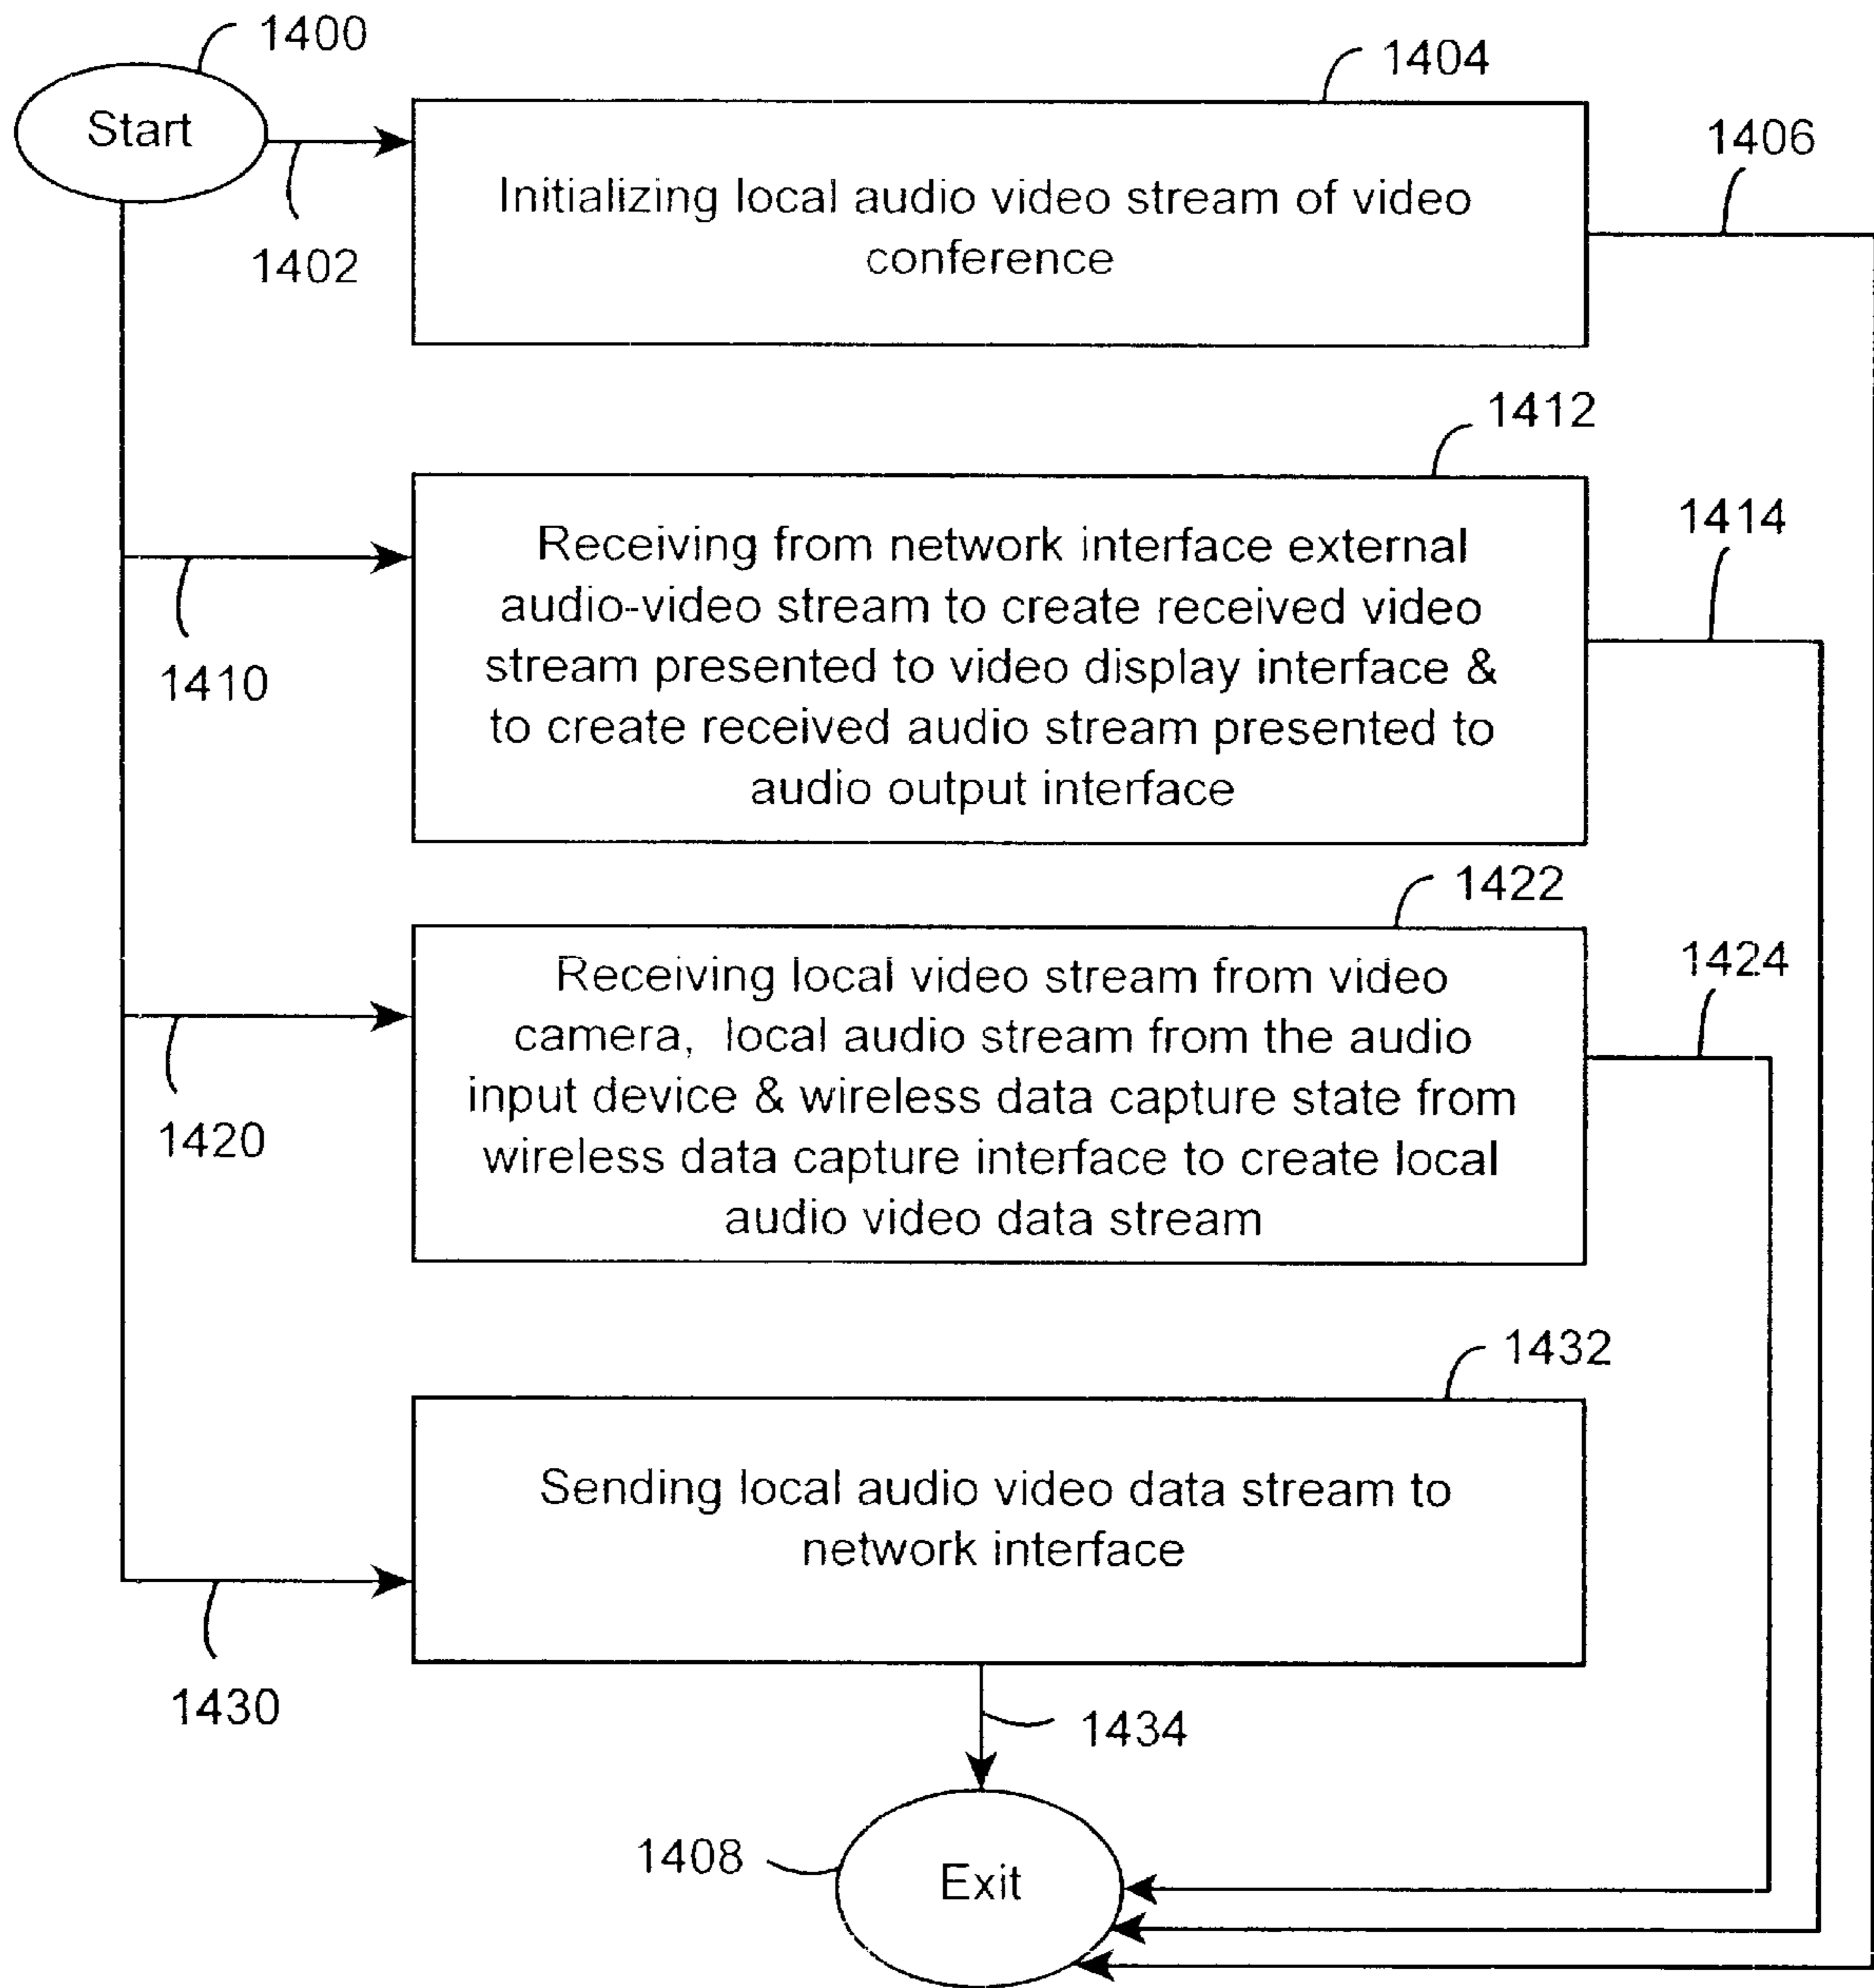 1400
Start
1402
1404
Initializing local audio video stream of video
conference
1406
1412
Receiving from network interface external
audio-video stream to create received video
stream presented to video display interface &
to create received audio stream presented to
audio output interface
1414
1410
1422
Receiving local video stream from video
camera, local audio stream from the audio
input device & wireless data capture state from
wireless data capture interface to create local
audio video data stream
1424
1420
1432
Sending local audio video data stream to
network interface
1430
1434
1408
Exit